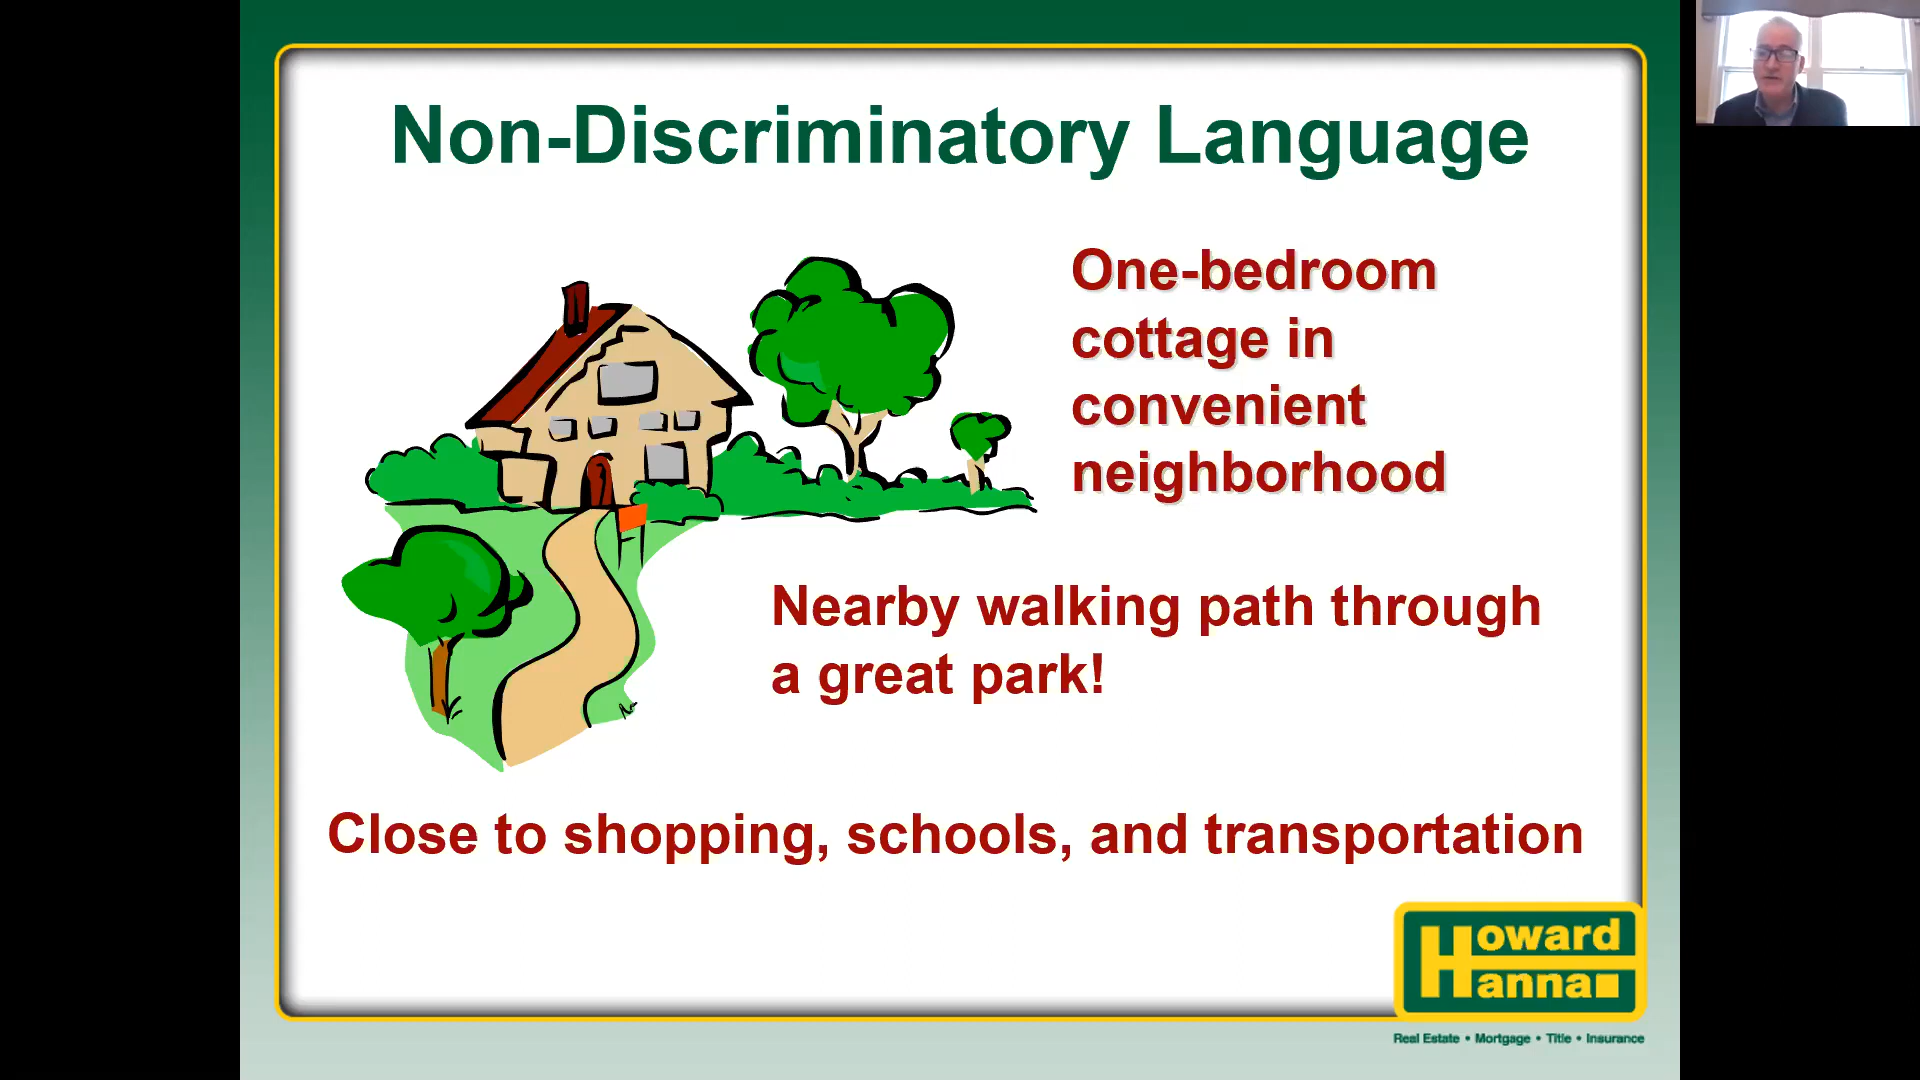 Non-Discriminatory Language
One-bedroom
cottage in
convenient
neighborhood
Nearby walking path through
a great park!
Close to shopping, schools, and transportation
Howard
Hanna
Real Estate • Mortgage • Title • Insurance